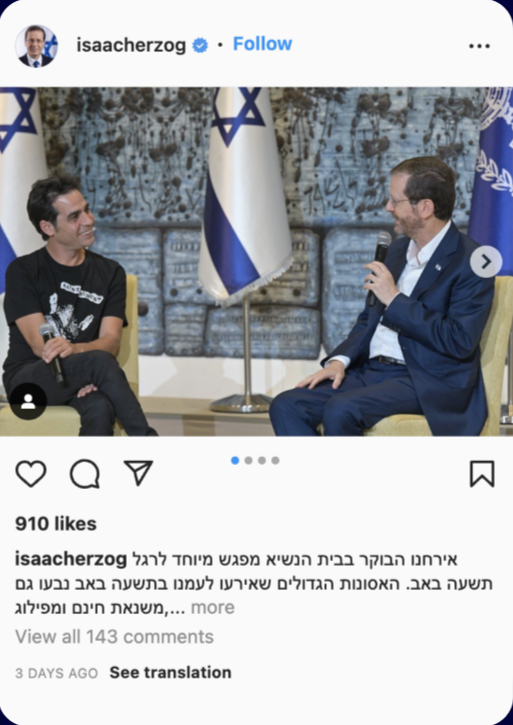 isaacherzog • Follow
910 likes
isaacherzog אירחנו הבוקר בבית הנשיא מפגש מיוחד לרגל
תשעה באב. האסונות הגדולים שאירעו לעמנו בתשעה באב נבעו גם
משנאת חינם ומפילוג,... more
View all 143 comments
3 DAYS AGO See translation